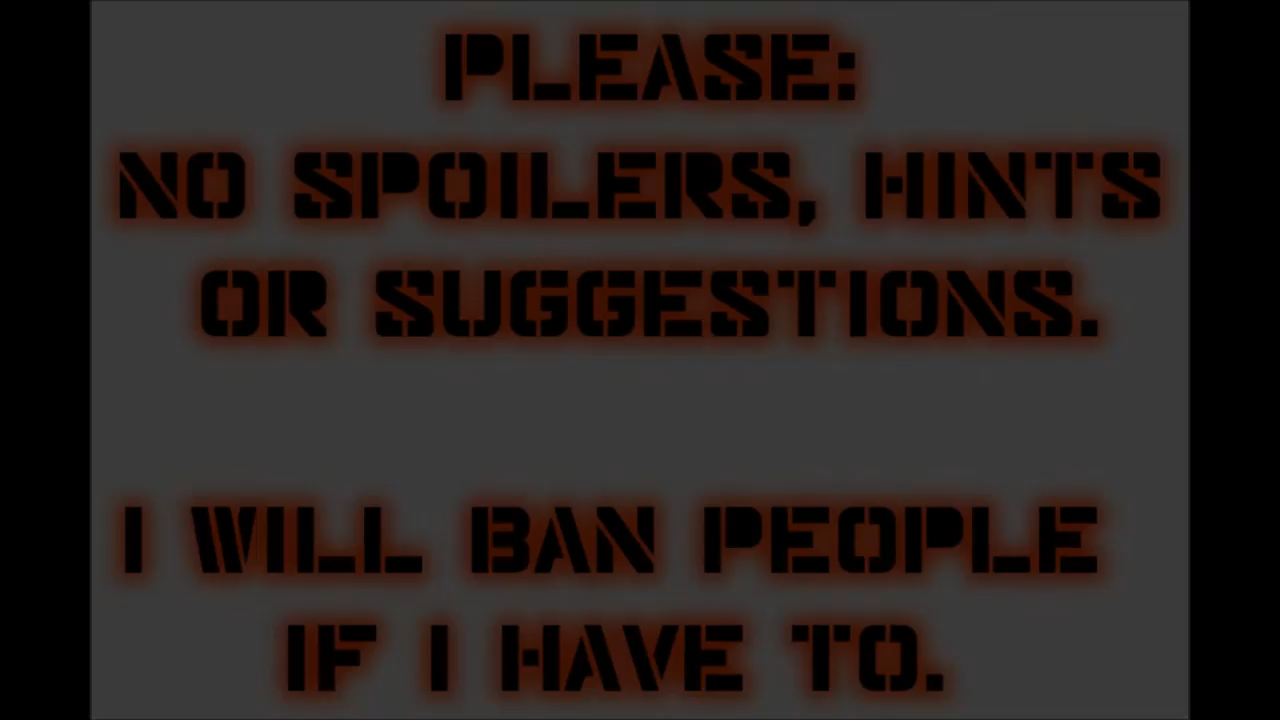 PLEASE:
NO SPOILERS, HINTS
OR SUGGESTIONS.
I WILL BAN PEOPLE
IF I HAVE TO.